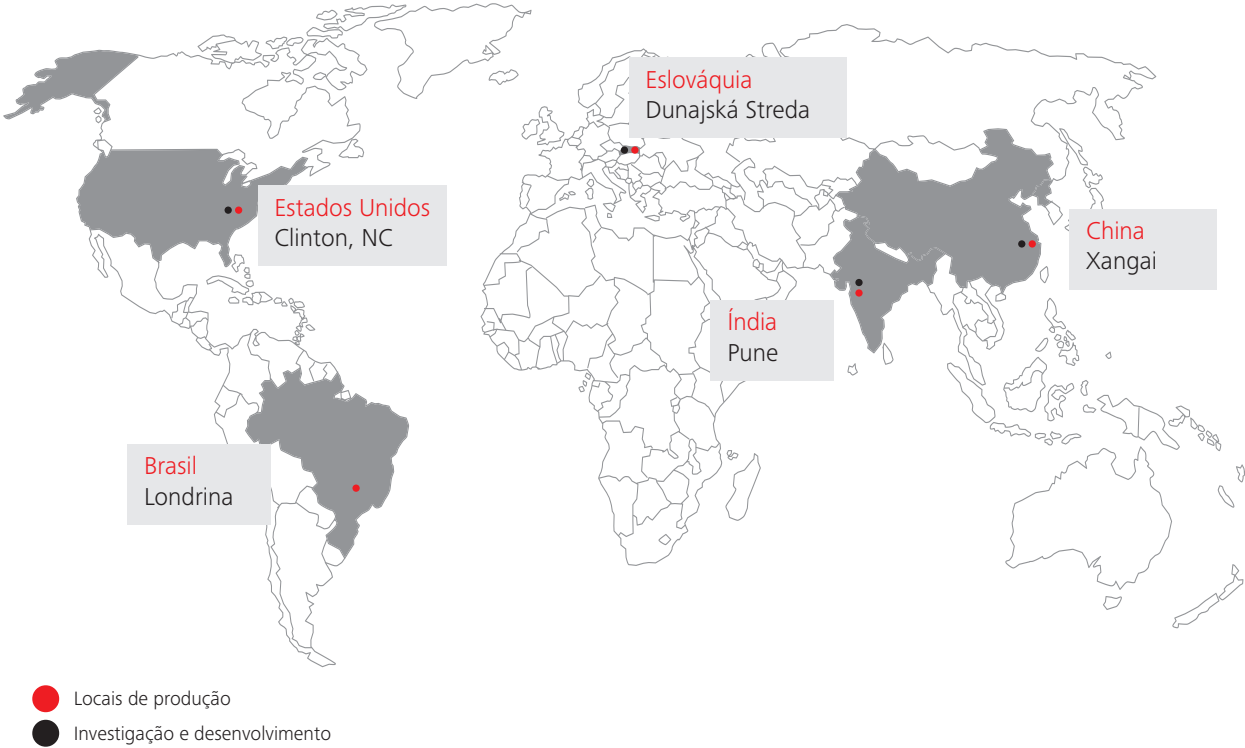 Eslováquia
Dunajská Streda
Estados Unidos
Clinton, NC
China
Xangai
Índia
Pune
Brasil
Londrina
Locais de produção
Investigação e desenvolvimento